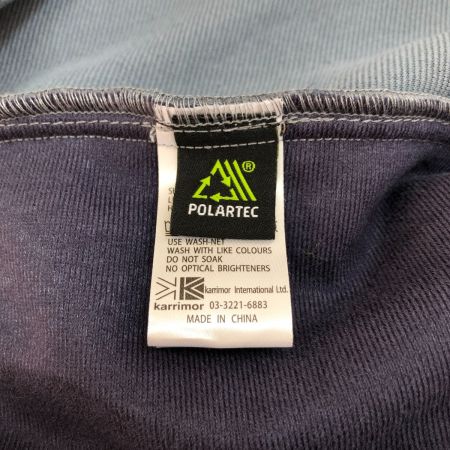 ®
POLARTEC
USE WASH-NET
WASH WITH LIKE COLOURS
DO NOT SOAK
NO OPTICAL BRIGHTENERS
karrimor International Ltd.
karrimor 03-3221-6883
MADE IN CHINA